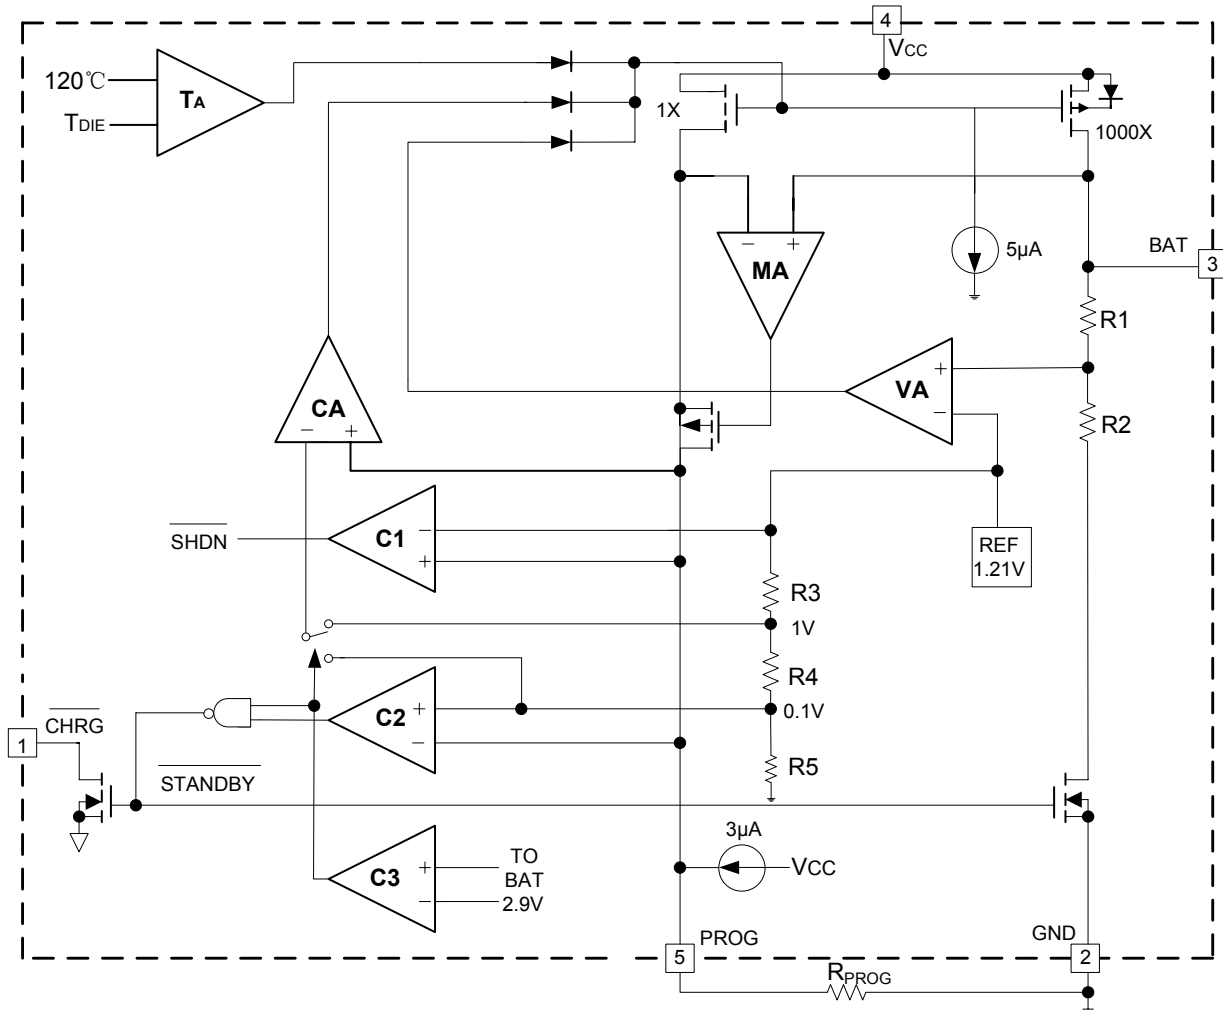 4
VCC
120℃
TA
TDIE
1X
1000X
− +
MA
5µA
BAT
3
R1
+
VA
−
R2
CA
− +
SHDN
−
C1
+
REF
1.21V
R3
1V
R4
CHRG
+
C2
−
0.1V
1
STANDBY
R5
3µA
VCC
+
C3
−
TO
BAT
2.9V
PROG
GND
5
2
RPROG